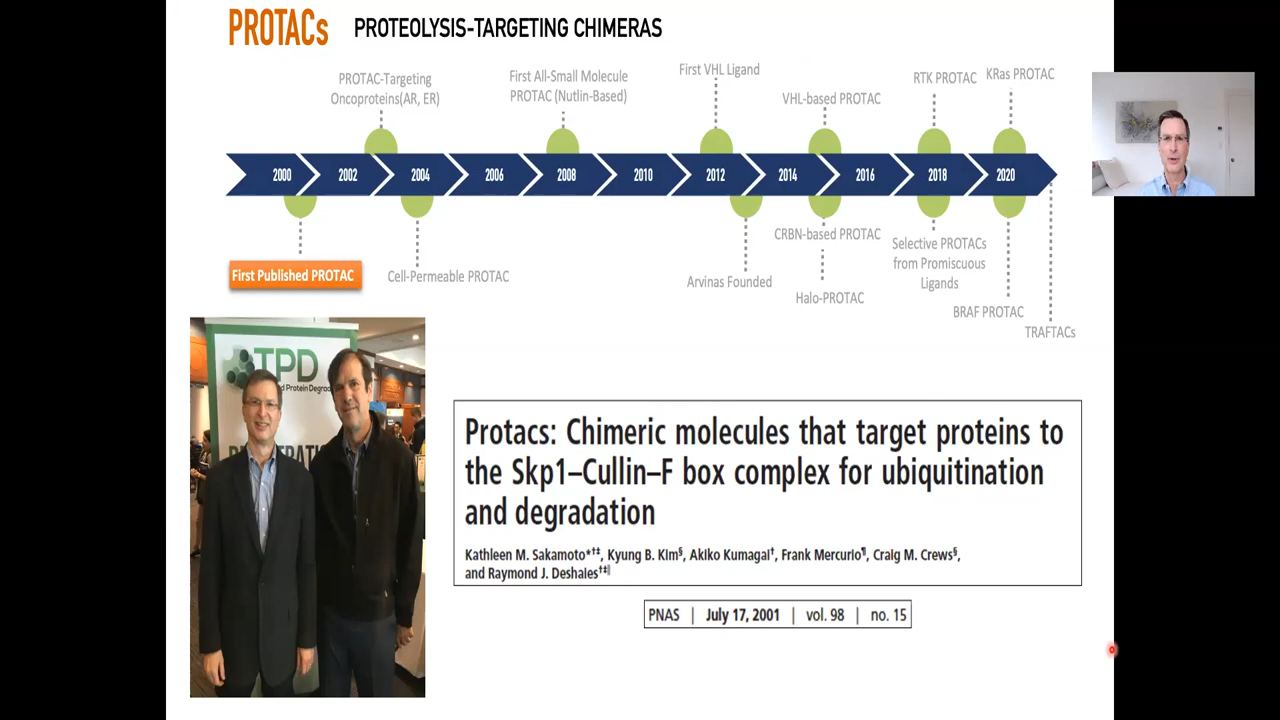 PROTACs PROTEOLYSIS-TARGETING CHIMERAS
PROTAC-Targeting
Oncoproteins(AR, ER)
First All-Small Molecule
PROTAC (Nutlin-Based)
First VHL Ligand
VHL-based PROTAC
RTK PROTAC
KRas PROTAC
2000 2002 2004 2006 2008 2010 2012 2014 2016 2018 2020
First Published PROTAC
Cell-Permeable PROTAC
Arvinas Founded
CRBN-based PROTAC
Halo-PROTAC
Selective PROTACs
from Promiscuous
Ligands
BRAF PROTAC
TRAFTACs
TPD
Protein Degrad
Protacs: Chimeric molecules that target proteins to
the Skp1–Cullin–F box complex for ubiquitination
and degradation
Kathleen M. Sakamoto*†‡, Kyung B. Kim§, Akiko Kumagai†, Frank Mercurio¶, Craig M. Crews§,
and Raymond J. Deshaies†‡‖
PNAS | July 17, 2001 | vol. 98 | no. 15